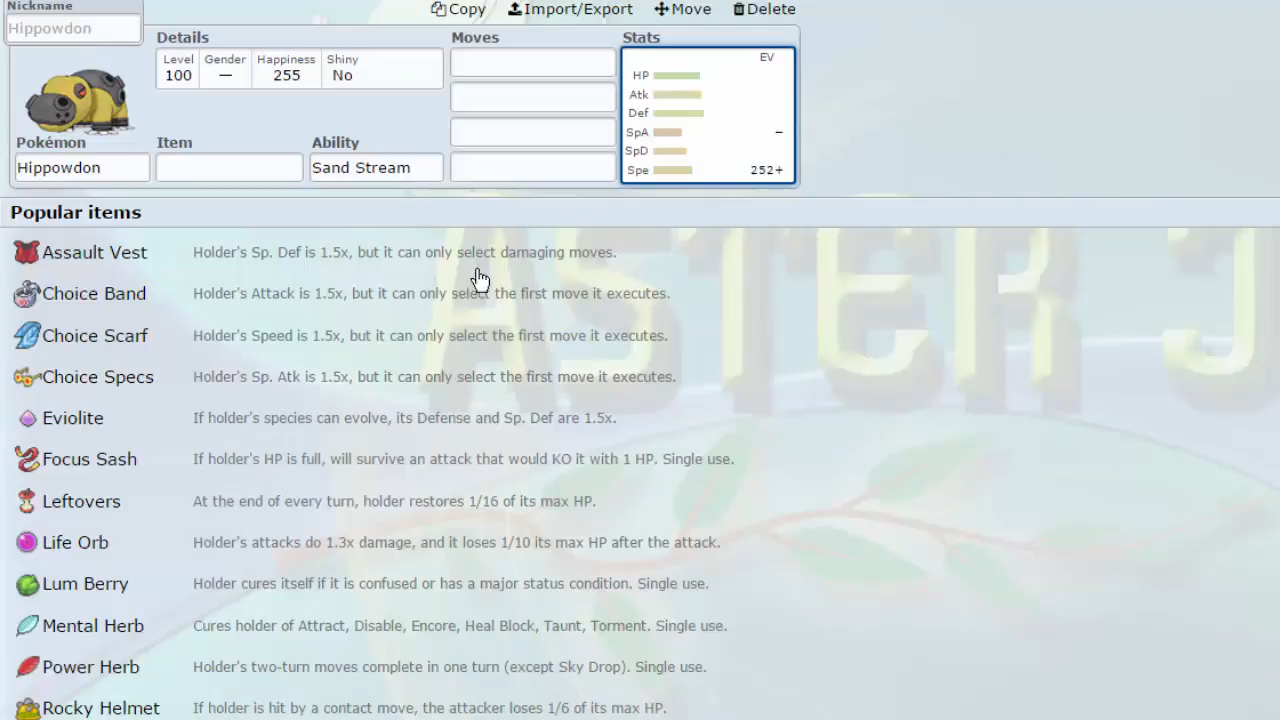 Nickname
Hippowdon
Copy Import/Export Move Delete
Details
Level Gender Happiness Shiny
100 — 255 No
Moves
Stats
EV
HP
Atk
Def
SpA −
SpD
Spe 252+
Pokémon Item Ability
Hippowdon Sand Stream
Popular items
Assault Vest Holder's Sp. Def is 1.5x, but it can only select damaging moves.
Choice Band Holder's Attack is 1.5x, but it can only select the first move it executes.
Choice Scarf Holder's Speed is 1.5x, but it can only select the first move it executes.
Choice Specs Holder's Sp. Atk is 1.5x, but it can only select the first move it executes.
Eviolite If holder's species can evolve, its Defense and Sp. Def are 1.5x.
Focus Sash If holder's HP is full, will survive an attack that would KO it with 1 HP. Single use.
Leftovers At the end of every turn, holder restores 1/16 of its max HP.
Life Orb Holder's attacks do 1.3x damage, and it loses 1/10 its max HP after the attack.
Lum Berry Holder cures itself if it is confused or has a major status condition. Single use.
Mental Herb Cures holder of Attract, Disable, Encore, Heal Block, Taunt, Torment. Single use.
Power Herb Holder's two-turn moves complete in one turn (except Sky Drop). Single use.
Rocky Helmet If holder is hit by a contact move, the attacker loses 1/6 of its max HP.